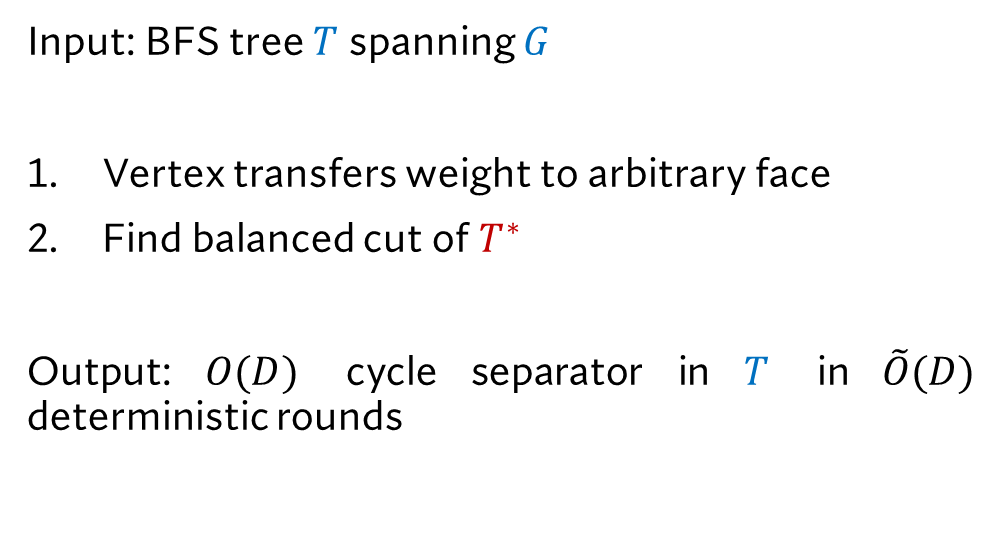 Input: BFS tree T spanning G
1. Vertex transfers weight to arbitrary face
2. Find balanced cut of T*
Output: O(D) cycle separator in T in Õ(D)
deterministic rounds